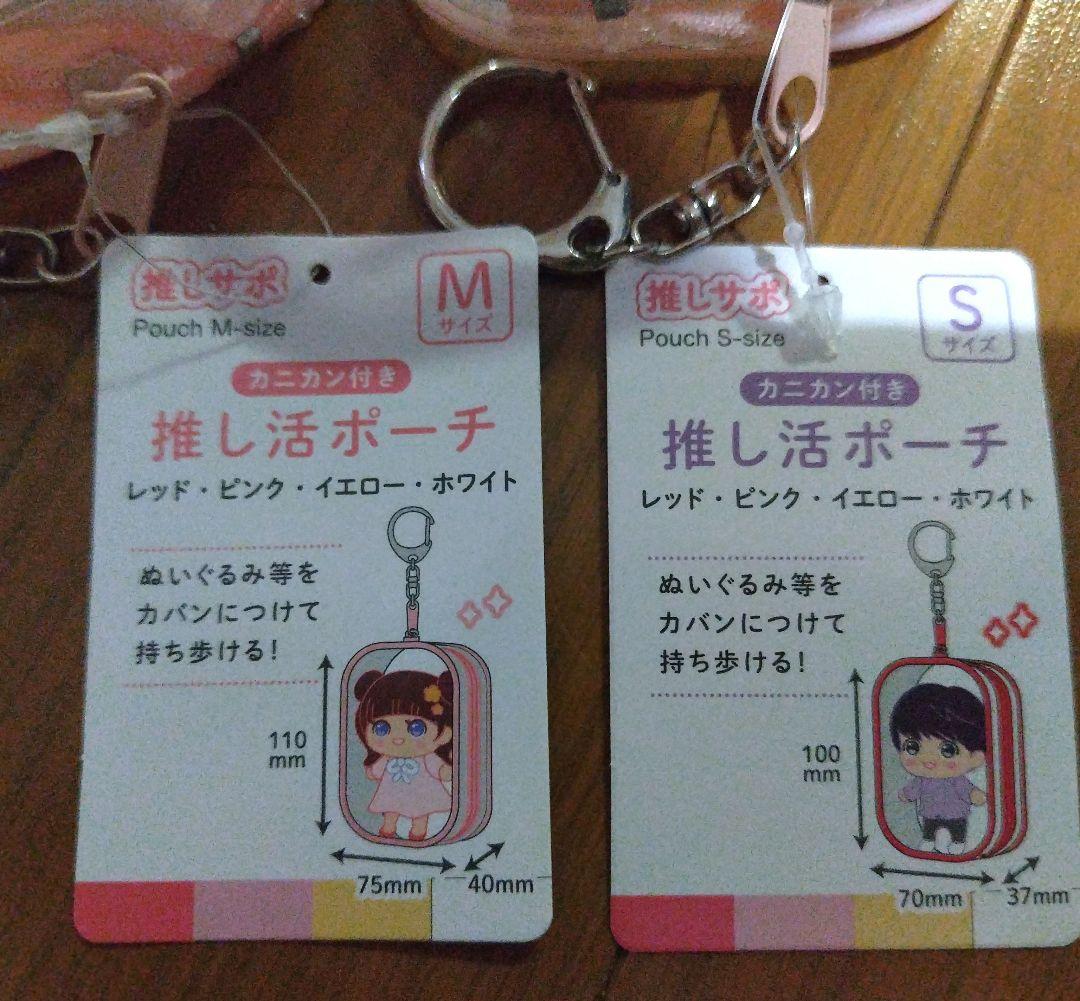 推しサポ
Pouch M-size
M
サイズ
カニカン付き
推し活ポーチ
レッド・ピンク・イエロー・ホワイト
ぬいぐるみ等を
カバンにつけて
持ち歩ける!
110
mm
75mm
40mm
推しサポ
Pouch S-size
S
サイズ
カニカン付き
推し活ポーチ
レッド・ピンク・イエロー・ホワイト
ぬいぐるみ等を
カバンにつけて
持ち歩ける!
100
mm
70mm
37mm